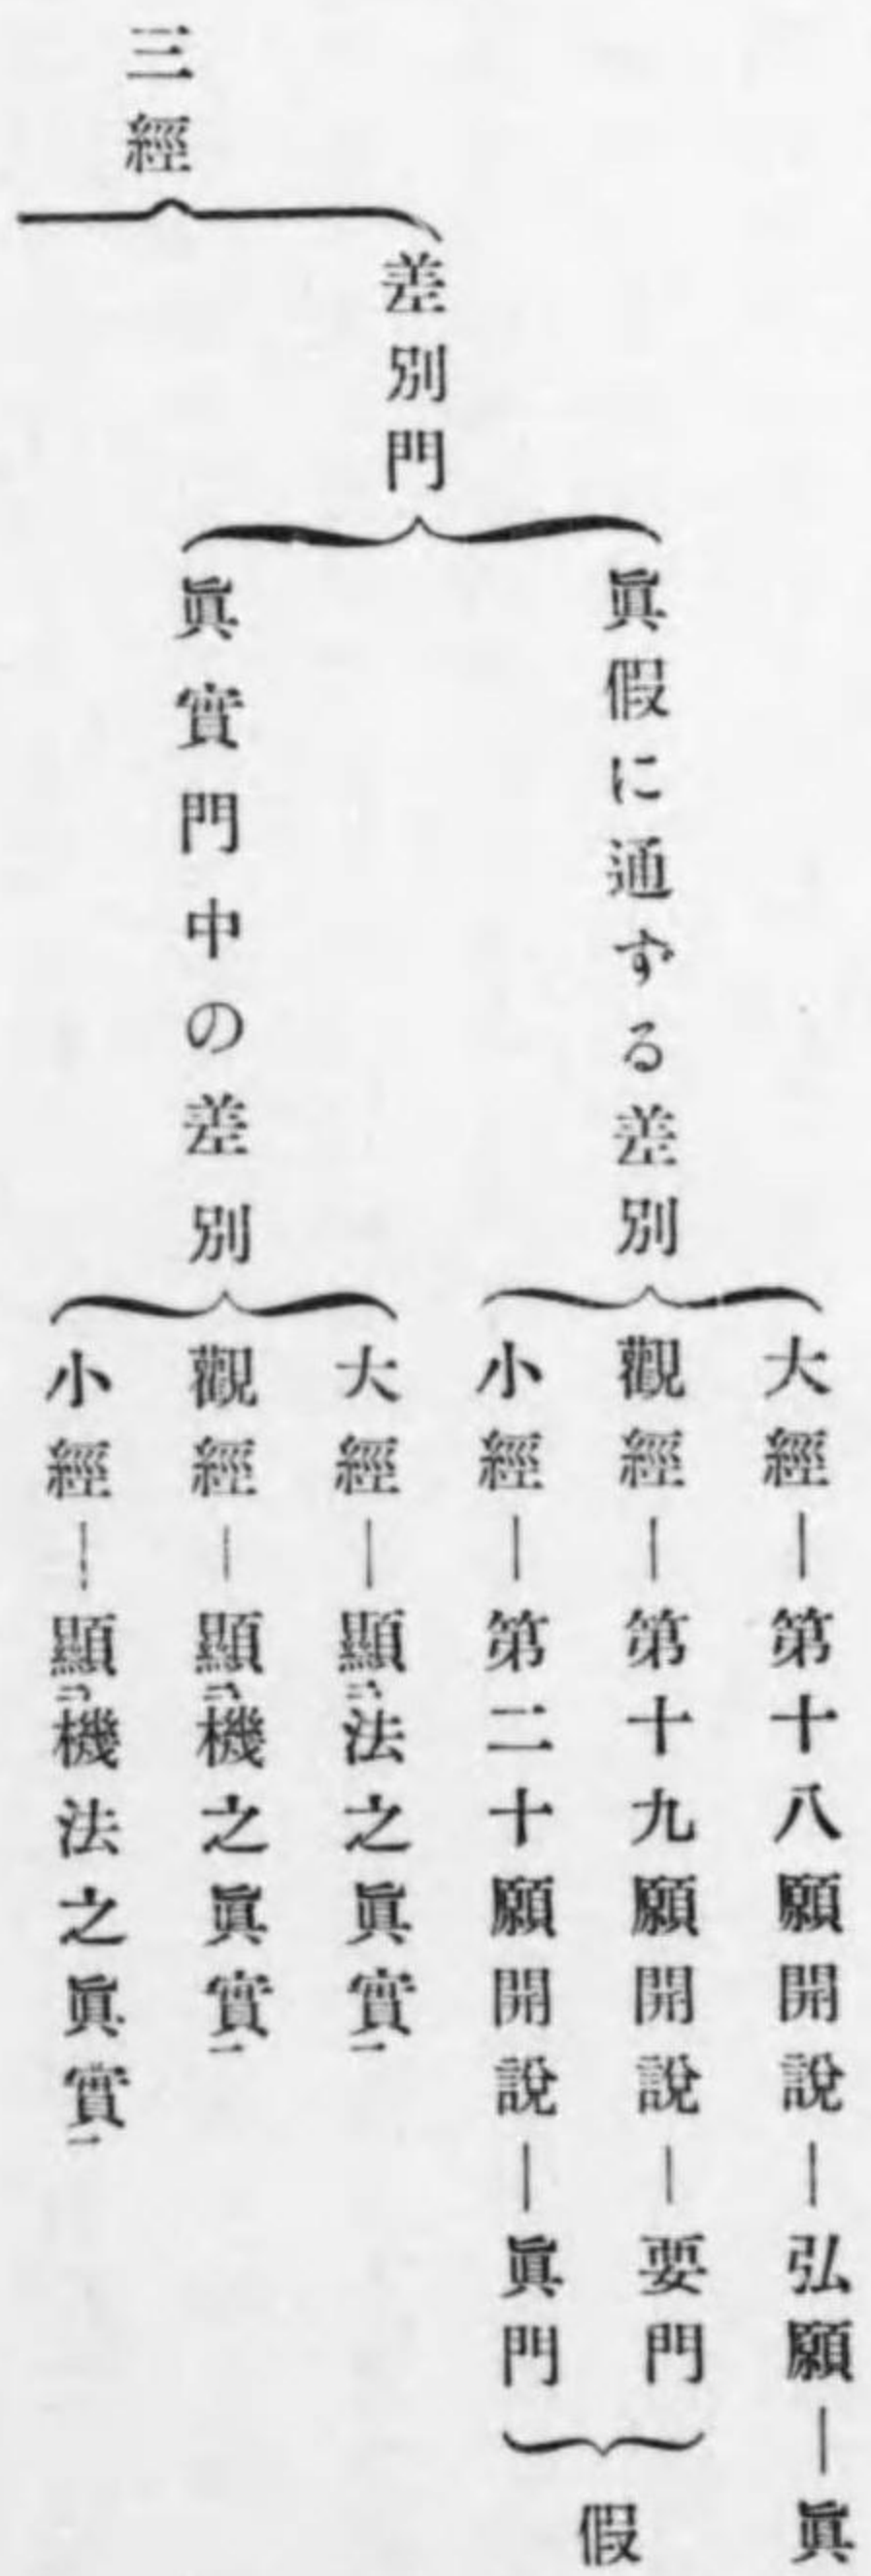 三經
差別門
眞假に通ずる差別
大經―第十八願開說―弘願―眞
觀經―第十九願開說―要門
小經―第二十願開說―眞門
假
眞實門中の差別
大經―顯法之眞實
觀經―顯機之眞實
小經―顯機法之眞實